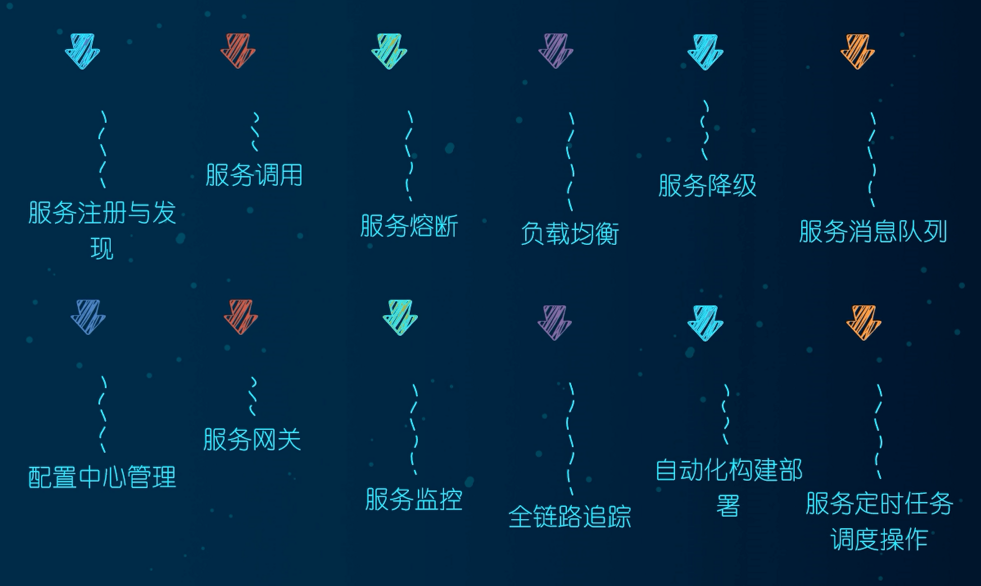 服务注册与发
现
服务调用
服务熔断
负载均衡
服务降级
服务消息队列
配置中心管理
服务网关
服务监控
全链路追踪
自动化构建部
署
服务定时任务
调度操作